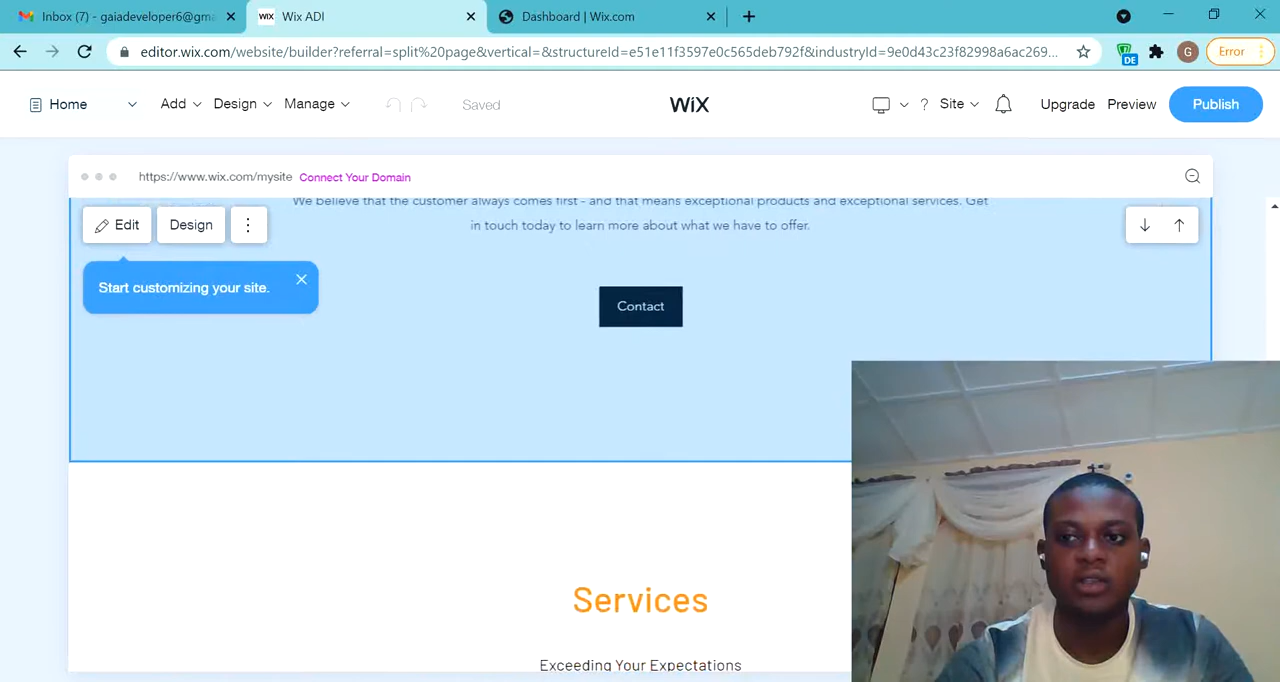 Inbox (7) - gaiadeveloper6@gma
WiX Wix ADI
Dashboard | Wix.com
editor.wix.com/website/builder?referral=split%20page&vertical=&structureId=e51e11f3597e0c565deb792f&industryId=9e0d43c23f82998a6ac269...
DE
G
Error
Home
Add
Design
Manage
Saved
WiX
?
Site
Upgrade
Preview
Publish
https://www.wix.com/mysite Connect Your Domain
We believe that the customer always comes first - and that means exceptional products and exceptional services. Get
in touch today to learn more about what we have to offer.
Edit
Design
Start customizing your site.
Contact
Services
Exceeding Your Expectations